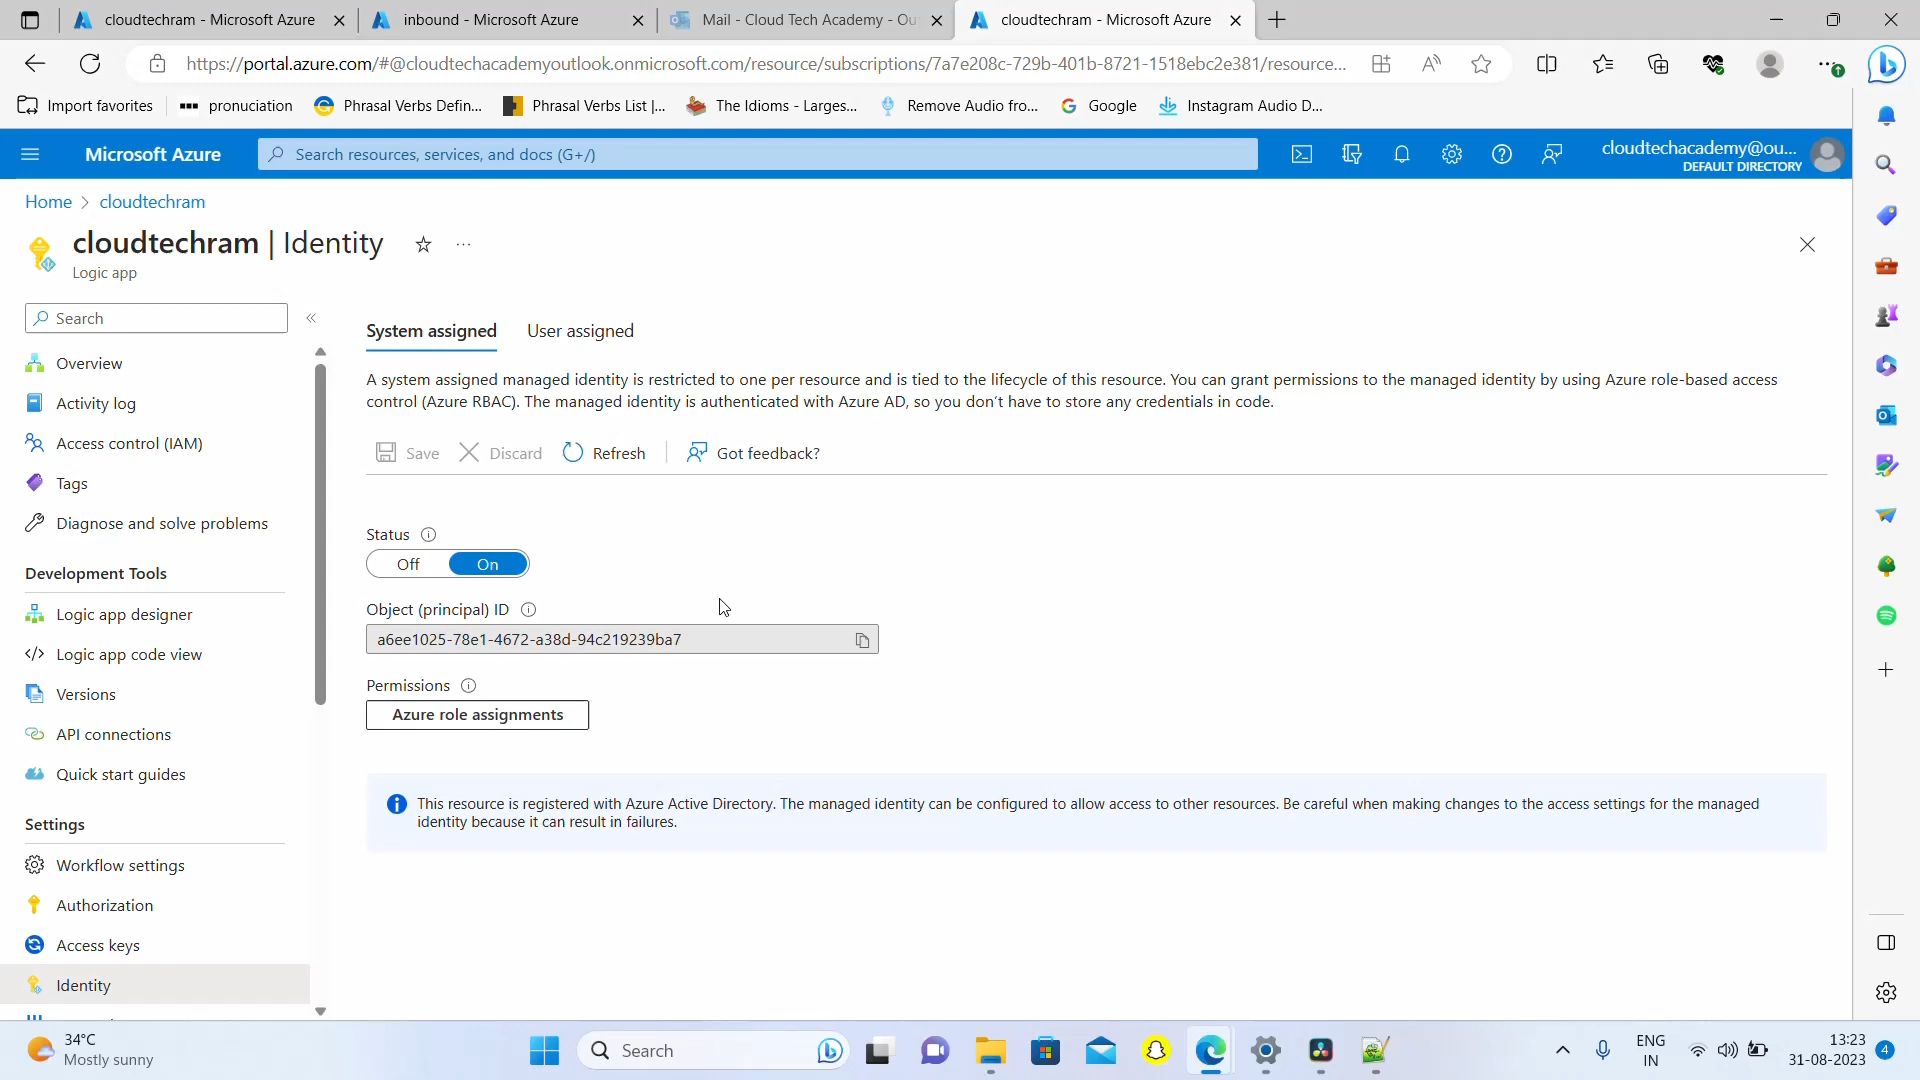 cloudtechram - Microsoft Azure
inbound - Microsoft Azure
Mail - Cloud Tech Academy - Ou
cloudtechram - Microsoft Azure
https://portal.azure.com/#@cloudtechacademyoutlook.onmicrosoft.com/resource/subscriptions/7a7e208c-729b-401b-8721-1518ebc2e381/resource...
Import favorites
pronunciation
Phrasal Verbs Defin...
Phrasal Verbs List |...
The Idioms - Larges...
Remove Audio fro...
Google
Instagram Audio D...
Microsoft Azure
Search resources, services, and docs (G+/)
cloudtechacademy@ou...
DEFAULT DIRECTORY
Home > cloudtechram
cloudtechram | Identity
Logic app
Search
Overview
Activity log
Access control (IAM)
Tags
Diagnose and solve problems
Development Tools
Logic app designer
Logic app code view
Versions
API connections
Quick start guides
Settings
Workflow settings
Authorization
Access keys
Identity
System assigned
User assigned
A system assigned managed identity is restricted to one per resource and is tied to the lifecycle of this resource. You can grant permissions to the managed identity by using Azure role-based access
control (Azure RBAC). The managed identity is authenticated with Azure AD, so you don't have to store any credentials in code.
Save
Discard
Refresh
Got feedback?
Status
Off
On
Object (principal) ID
a6ee1025-78e1-4672-a38d-94c219239ba7
Permissions
Azure role assignments
This resource is registered with Azure Active Directory. The managed identity can be configured to allow access to other resources. Be careful when making changes to the access settings for the managed
identity because it can result in failures.
34°C
Mostly sunny
Search
ENG
IN
13:23
31-08-2023
4